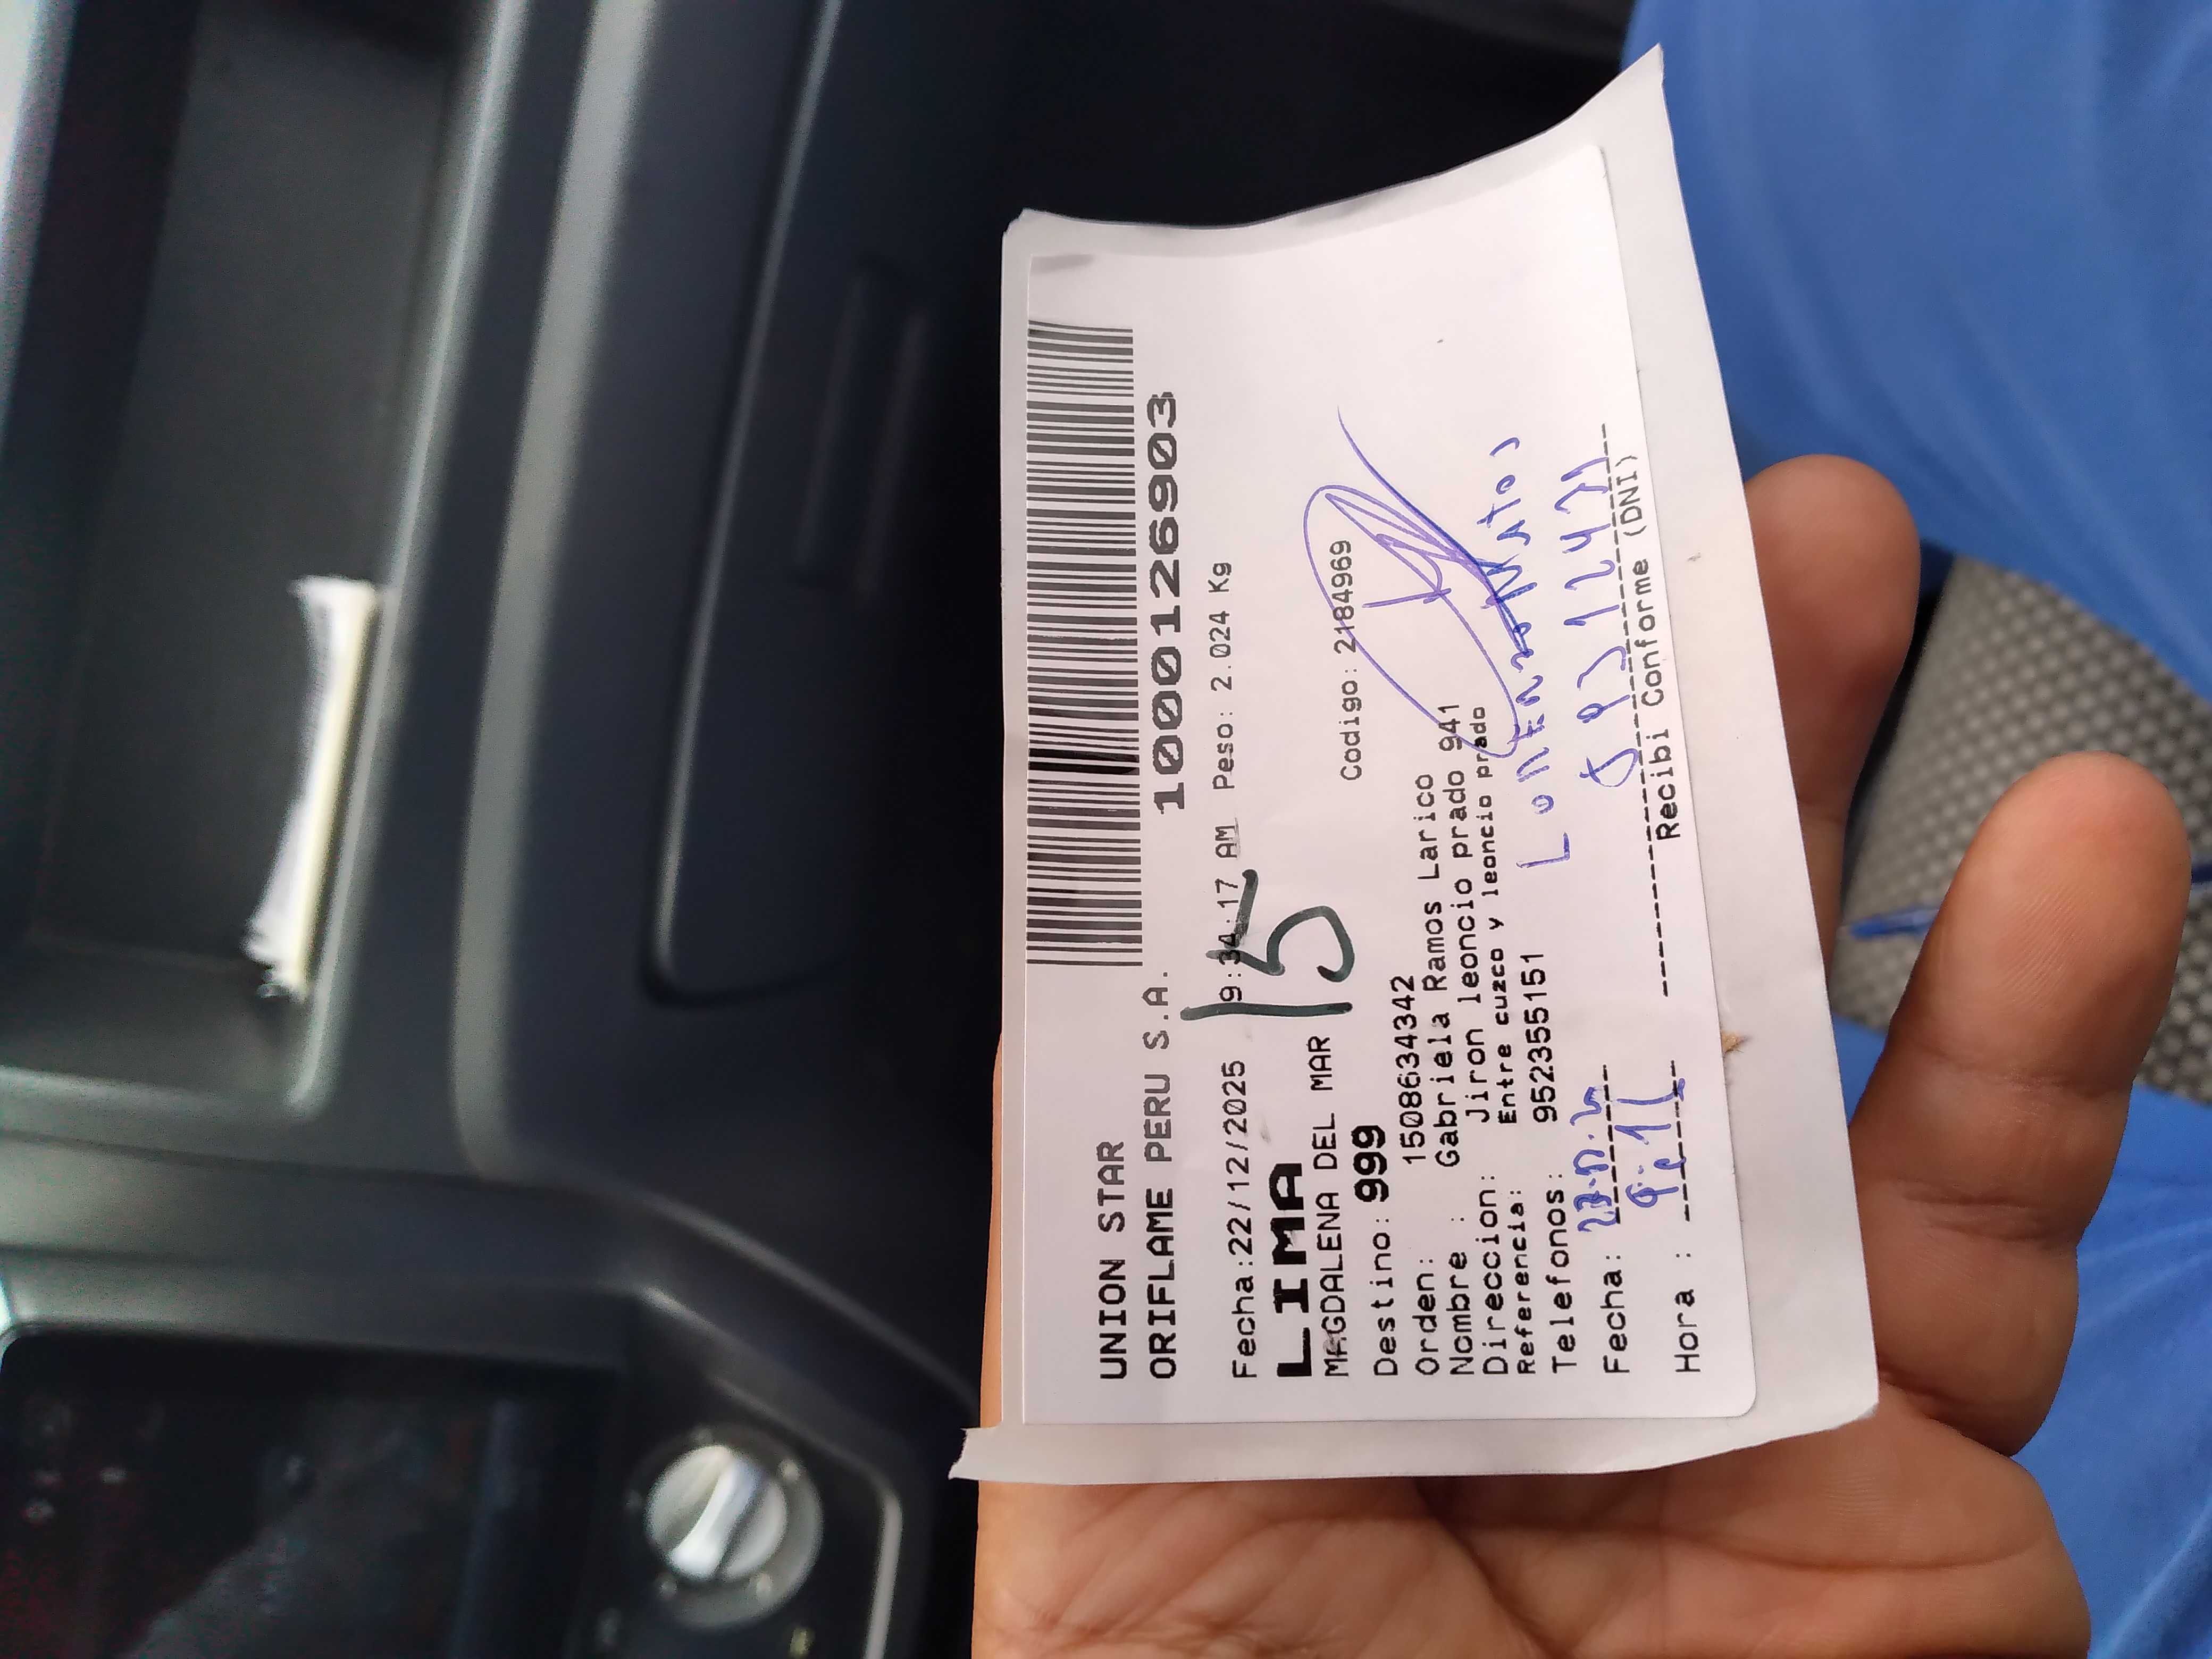 UNION STAR
ORIFLAME PERU S.A.
1000126903
Fecha:22/12/2025 9:34:17 AM Peso: 2.024 Kg
LIMA
15
MAGDALENA DEL MAR
Destino: 999 Codigo: 2184969
Orden: 1508634342
Nombre : Gabriela Ramos Larico
Direccion: Jiron leoncio prado 941
Referencia: Entre cuzco y leoncio prado
Telefonos: 952355151
Lorenzo Matos
Fecha:
Hora :
Recibi Conforme (DNI)